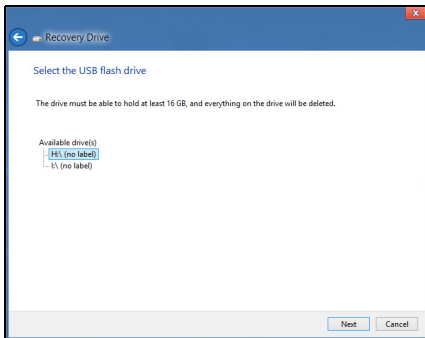 Recovery Drive
Select the USB flash drive
The drive must be able to hold at least 16 GB, and everything on the drive will be deleted.
Available drive(s)
H:\ (no label)
I:\ (no label)
Next Cancel